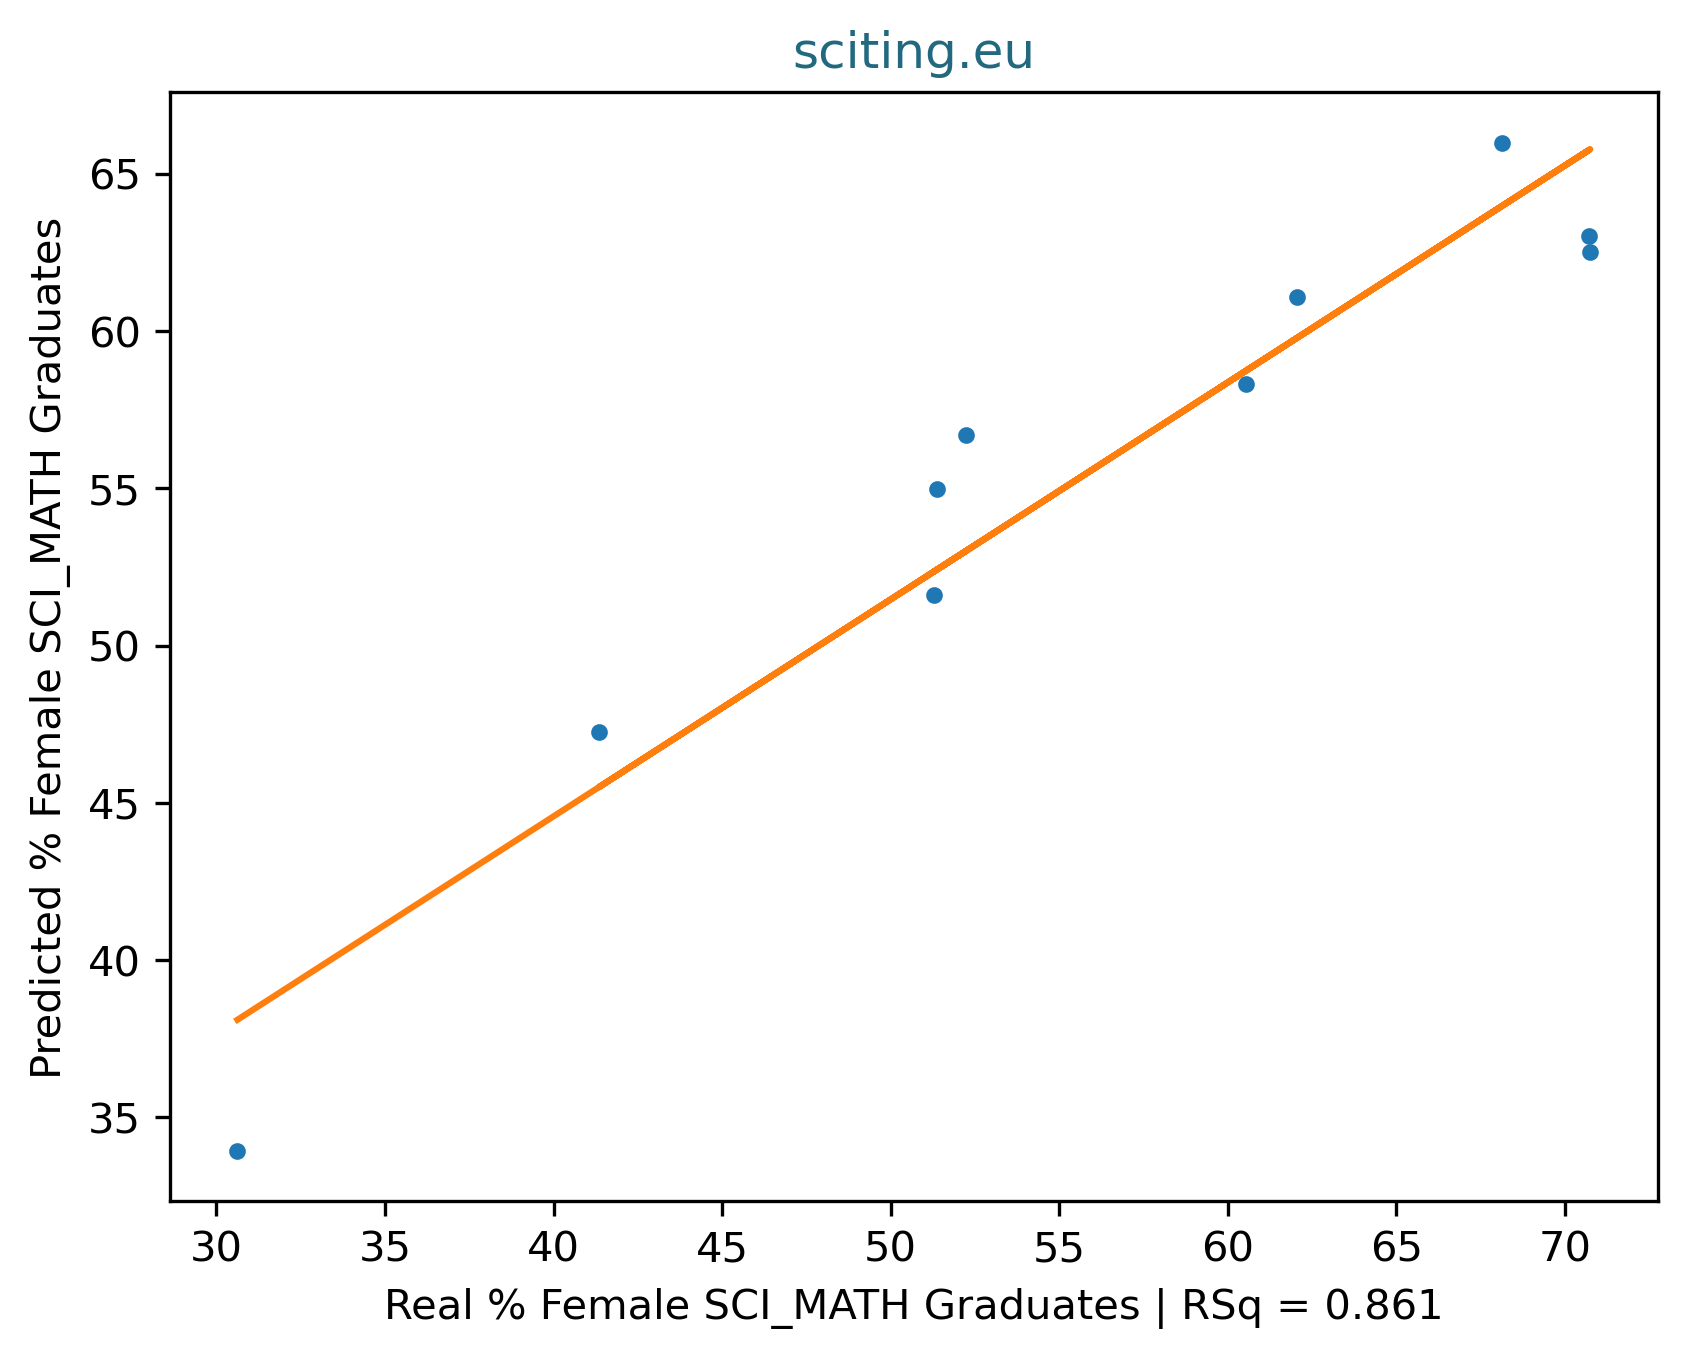 sciting.eu
65
60
55
50
45
40
35
Predicted % Female SCI_MATH Graduates
30 35 40 45 50 55 60 65 70
Real % Female SCI_MATH Graduates | RSq = 0.861